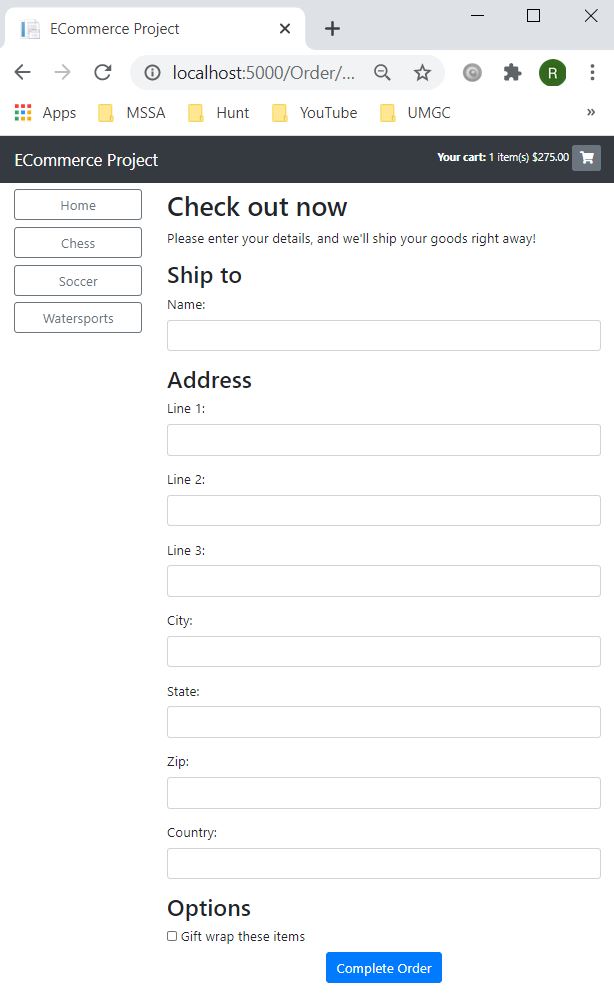 ECommerce Project
localhost:5000/Order/...
R
Apps MSSA Hunt YouTube UMGC »
ECommerce Project
Your cart: 1 item(s) $275.00
Home
Chess
Soccer
Watersports
Check out now
Please enter your details, and we'll ship your goods right away!
Ship to
Name:
Address
Line 1:
Line 2:
Line 3:
City:
State:
Zip:
Country:
Options
Gift wrap these items
Complete Order